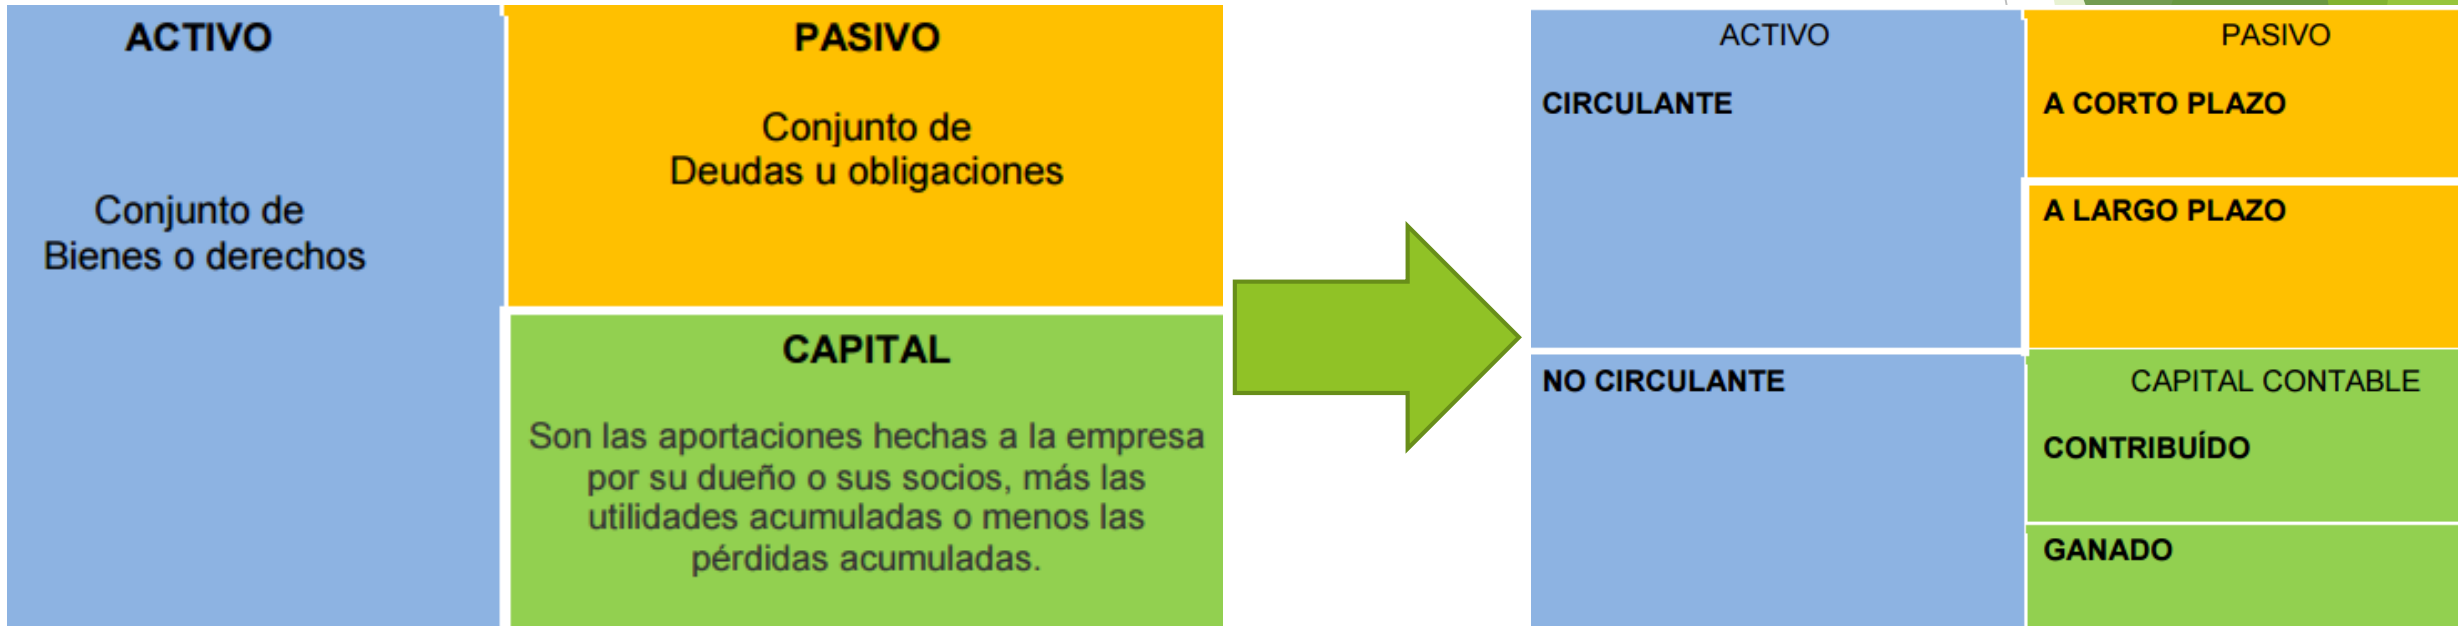 ACTIVO
Conjunto de
Bienes o derechos
PASIVO
Conjunto de
Deudas u obligaciones
CAPITAL
Son las aportaciones hechas a la empresa
por su dueño o sus socios, más las
utilidades acumuladas o menos las
pérdidas acumuladas.
ACTIVO
CIRCULANTE
NO CIRCULANTE
PASIVO
A CORTO PLAZO
A LARGO PLAZO
CAPITAL CONTABLE
CONTRIBUÍDO
GANADO